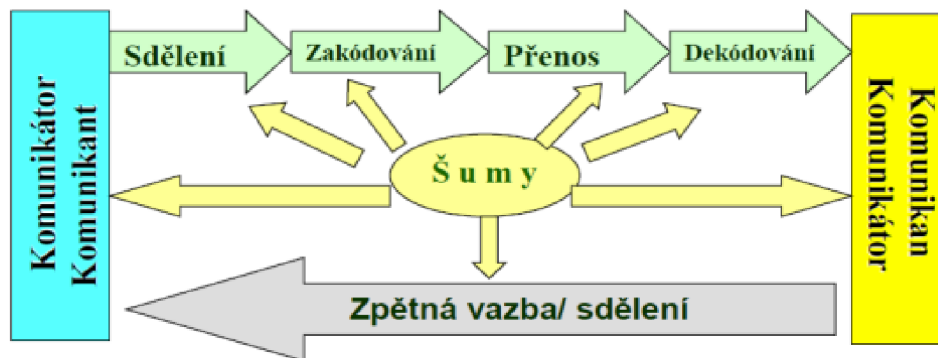 Komunikátor
Komunikant
Sdělení
Zakódování
Přenos
Dekódování
Komunikan
Komunikátor
Šumy
Zpětná vazba/ sdělení